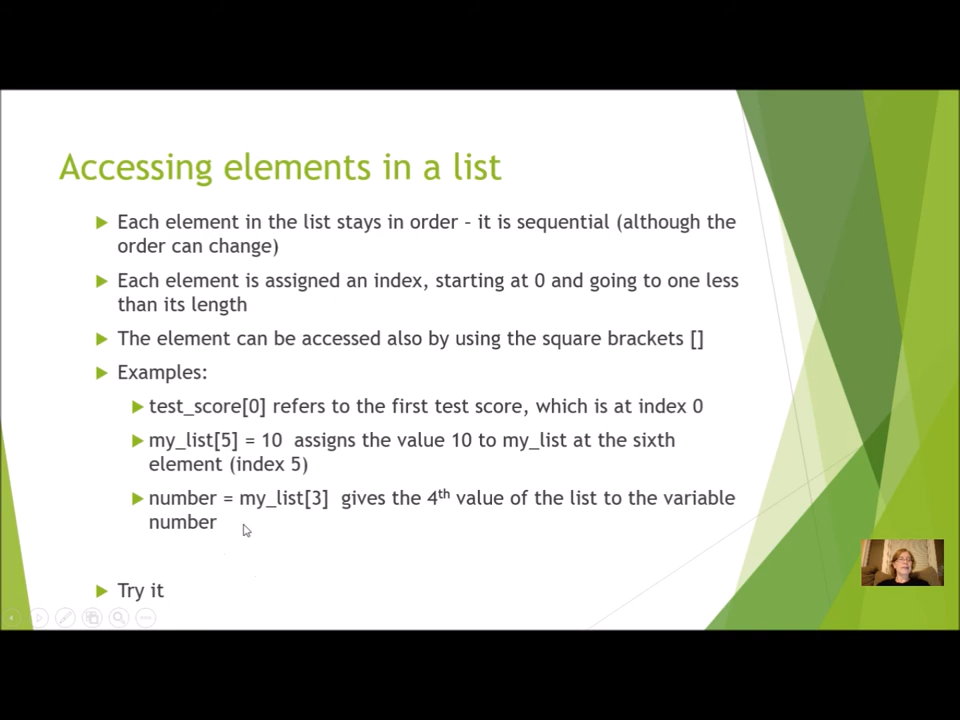 Accessing elements in a list
Each element in the list stays in order – it is sequential (although the
order can change)
Each element is assigned an index, starting at 0 and going to one less
than its length
The element can be accessed also by using the square brackets []
Examples:
test_score[0] refers to the first test score, which is at index 0
my_list[5] = 10  assigns the value 10 to my_list at the sixth
element (index 5)
number = my_list[3]  gives the 4th value of the list to the variable
number
Try it